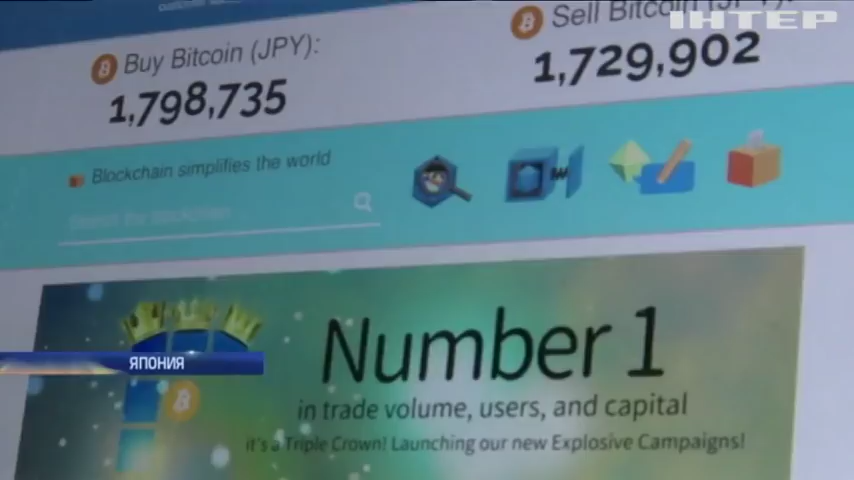 ІНТЕР
Buy Bitcoin (JPY):
1,798,735
Sell Bitcoin
1,729,902
Blockchain simplifies the world
Number 1
in trade volume, users, and capital
it's a Triple Crown! Launching our new Explosive Campaigns!
ЯПОНИЯ